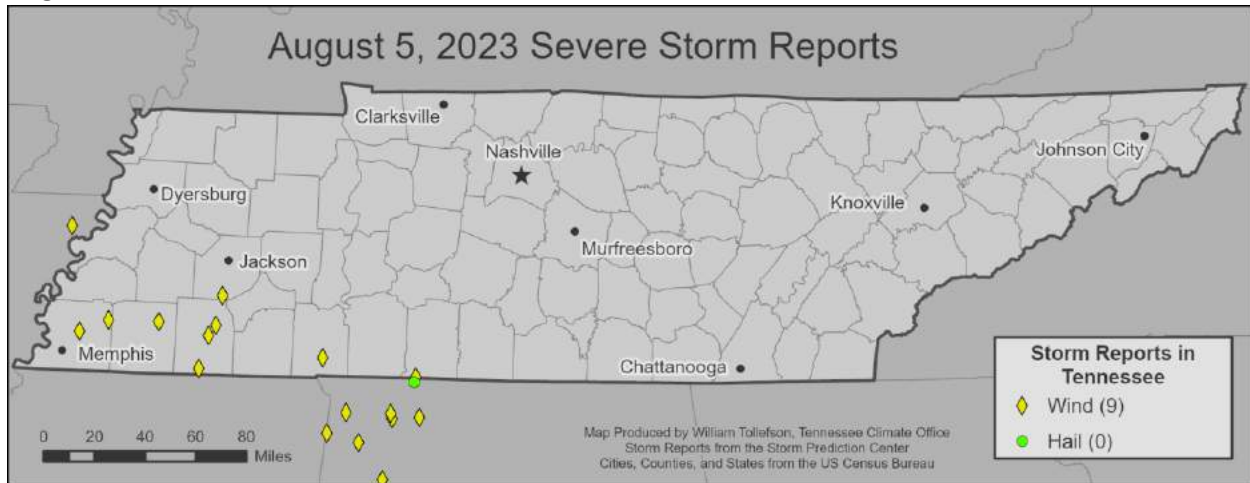 August 5, 2023 Severe Storm Reports
Clarksville
Nashville
Johnson City
Dyersburg
Knoxville
Murfreesboro
Jackson
Memphis
Chattanooga
Storm Reports in
Tennessee
Wind (9)
Hail (0)
0 20 40 60 80
Miles
Map Produced by William Tollefson, Tennessee Climate Office
Storm Reports from the Storm Prediction Center
Cities, Counties, and States from the US Census Bureau